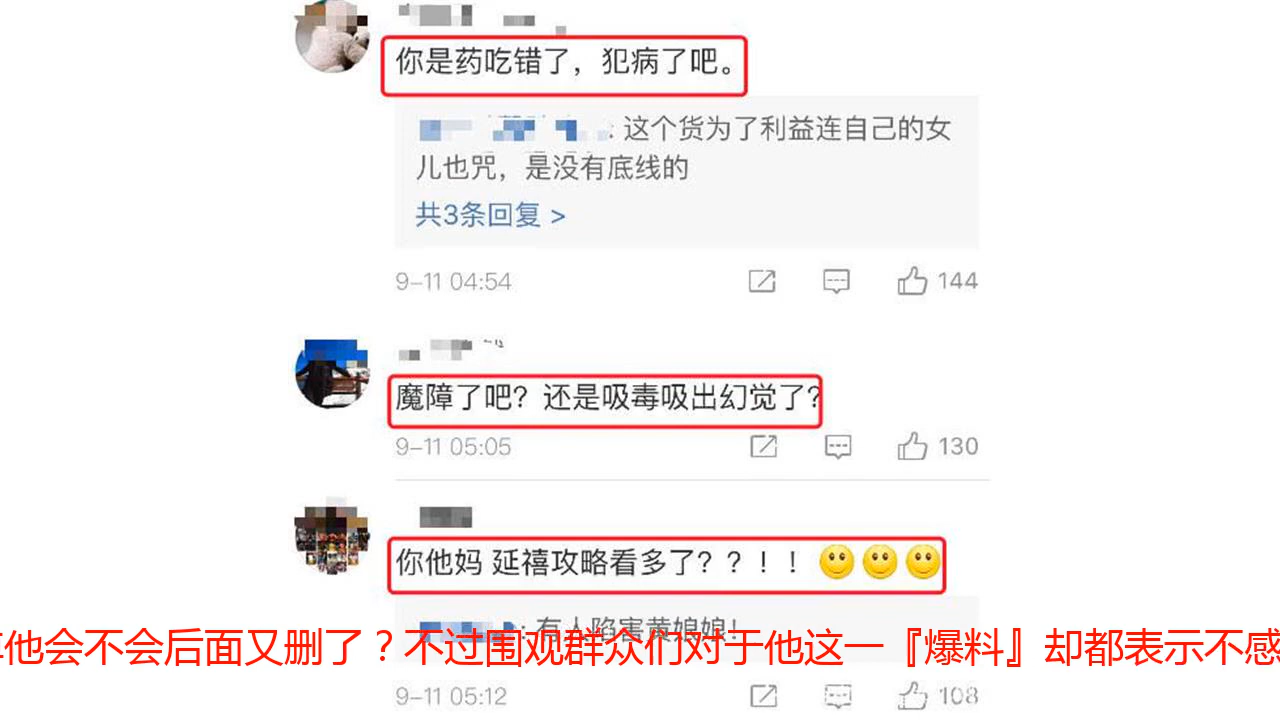 你是药吃错了，犯病了吧。
: 这个货为了利益连自己的女
儿也咒，是没有底线的
共3条回复 >
9-11 04:54
144
魔障了吧？还是吸毒吸出幻觉了？
9-11 05:05
130
你他妈 延禧攻略看多了？？！！
: 有人陷害黄娘娘!
他会不会后面又删了？不过围观群众们对于他这一『爆料』却都表示不感
9-11 05:12
108